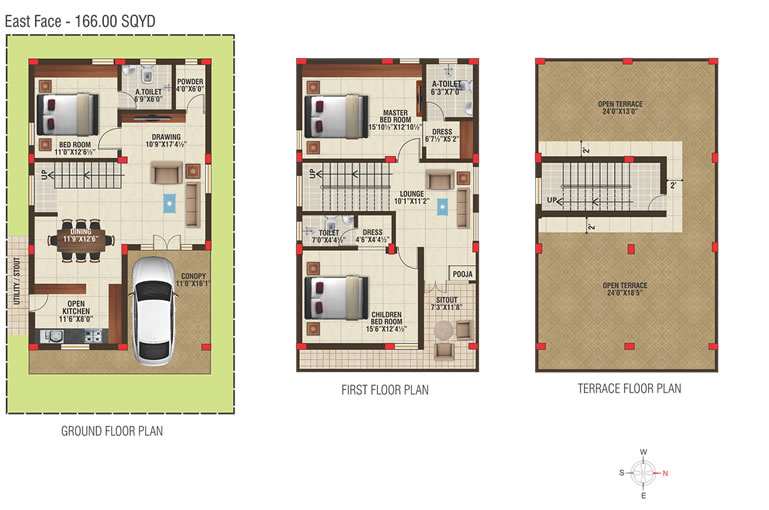 East Face - 166.00 SQYD
A.TOILET
6'9"X6'0"
POWDER
4'0"X6'0"
BED ROOM
11'0"X12'6½"
DRAWING
10'9"X17'4½"
UP
DINING
11'9"X12'6"
UTILITY / STOUT
CONOPY
11'0"X16'1"
OPEN
KITCHEN
11'6"X8'0"
GROUND FLOOR PLAN
A-TOILET
6'3"X7'0"
MASTER
BED ROOM
15'10½"X12'10½"
DRESS
6'7½"X5'2"
UP
LOUNGE
10'1"X11'2"
TOILET
7'0"X4'4½"
DRESS
4'6"X4'4½"
POOJA
SITOUT
7'3"X11'8"
CHILDREN
BED ROOM
15'6"X12'4½"
FIRST FLOOR PLAN
OPEN TERRACE
24'0"X13'0"
2'
2'
UP
2'
OPEN TERRACE
24'0"X18'5"
TERRACE FLOOR PLAN
W
S
N
E